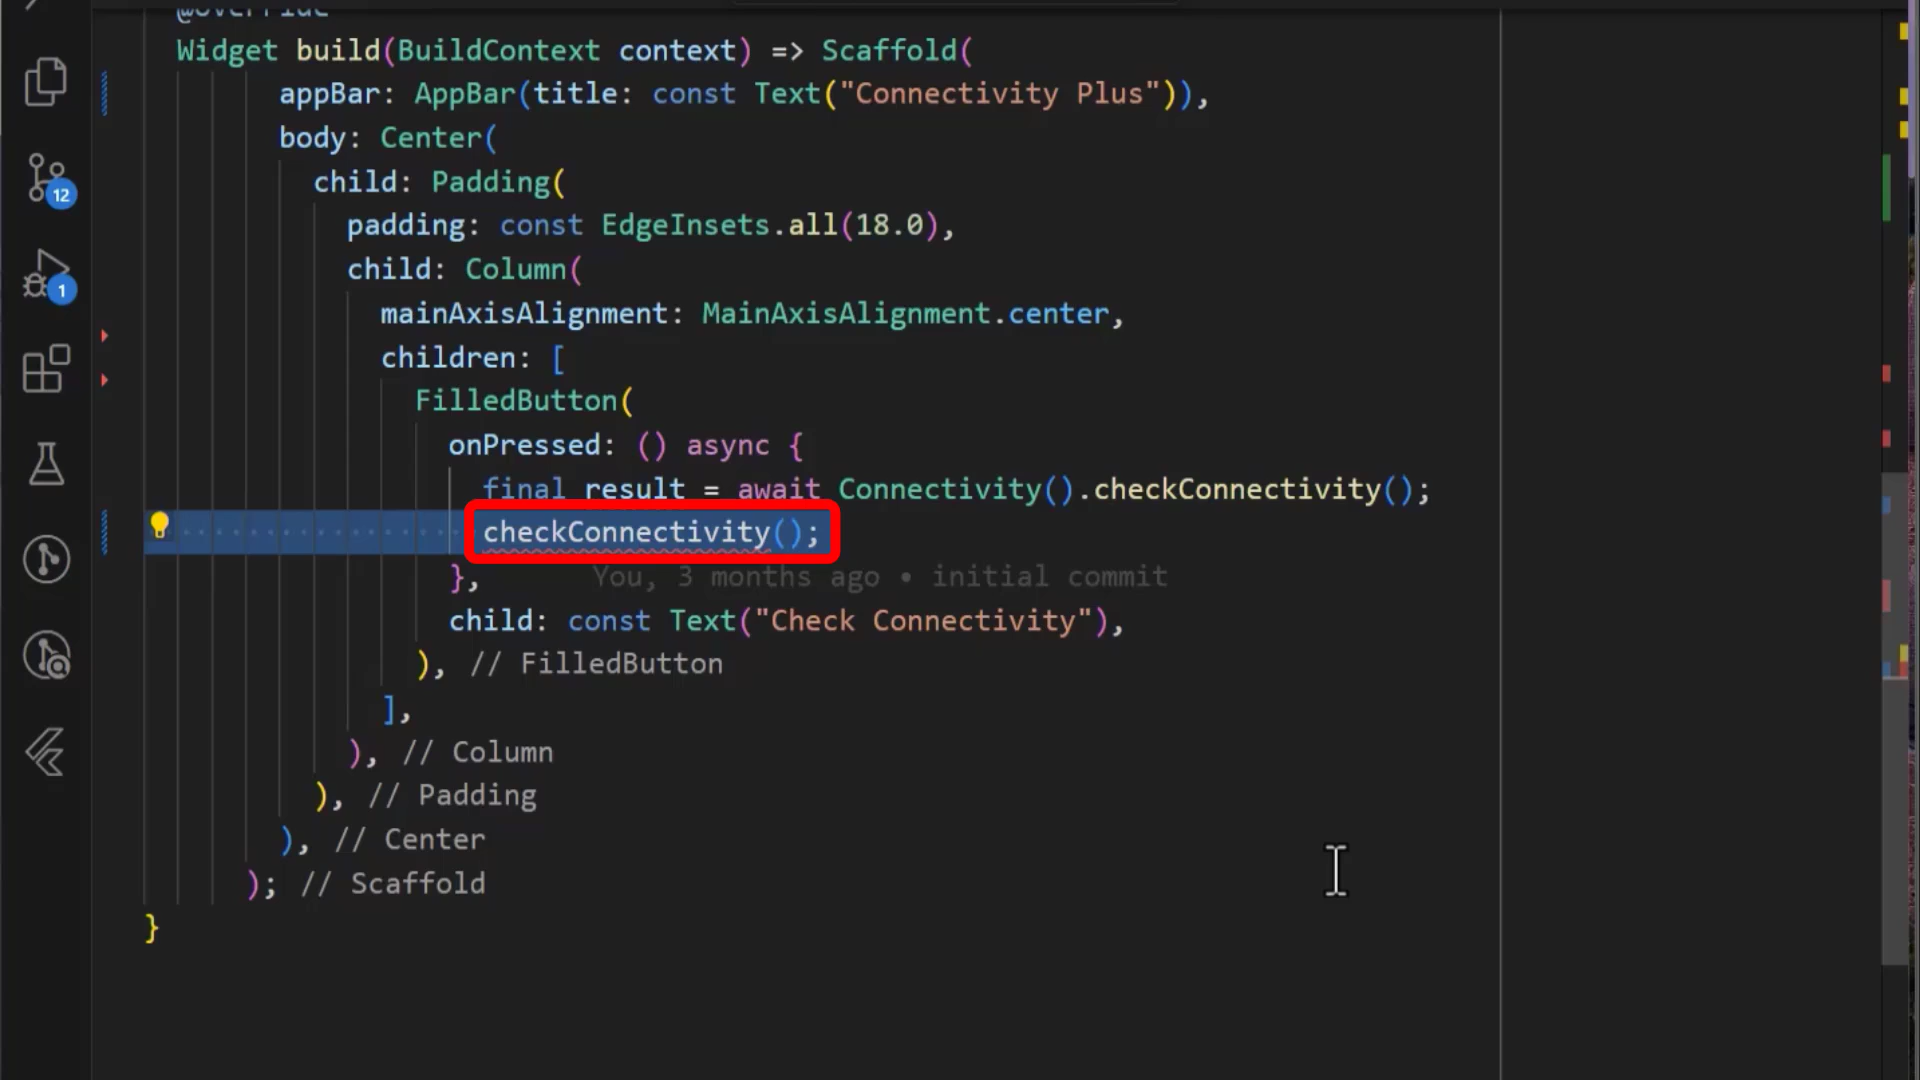 @override
Widget build(BuildContext context) => Scaffold(
appBar: AppBar(title: const Text("Connectivity Plus")),
body: Center(
child: Padding(
12
padding: const EdgeInsets.all(18.0),
child: Column(
1
mainAxisAlignment: MainAxisAlignment.center,
children: [
FilledButton(
onPressed: () async {
final result = await Connectivity().checkConnectivity();
checkConnectivity();
}, You, 3 months ago • initial commit
child: const Text("Check Connectivity"),
), // FilledButton
],
), // Column
), // Padding
), // Center
); // Scaffold
}